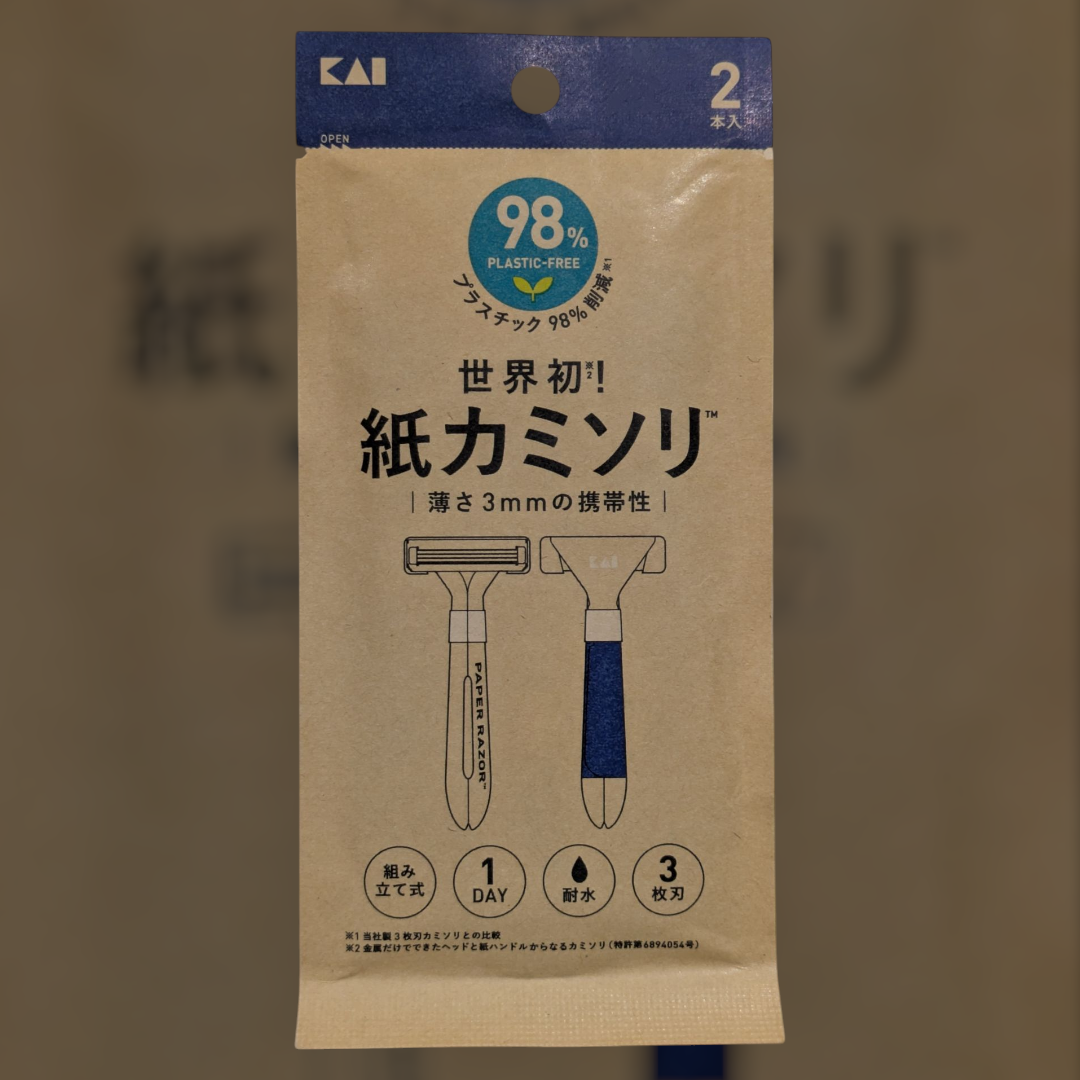 KAI
2
本入
OPEN
98%
PLASTIC-FREE
プラスチック 98% 削減※1
世界初※2!
紙カミソリ™
|薄さ3mmの携帯性|
KAI
PAPER RAZOR™
組み
立て式
1
DAY
耐水
3
枚刃
※1 当社製3枚刃カミソリとの比較
※2 金属だけでできたヘッドと紙ハンドルからなるカミソリ(特許第6894054号)